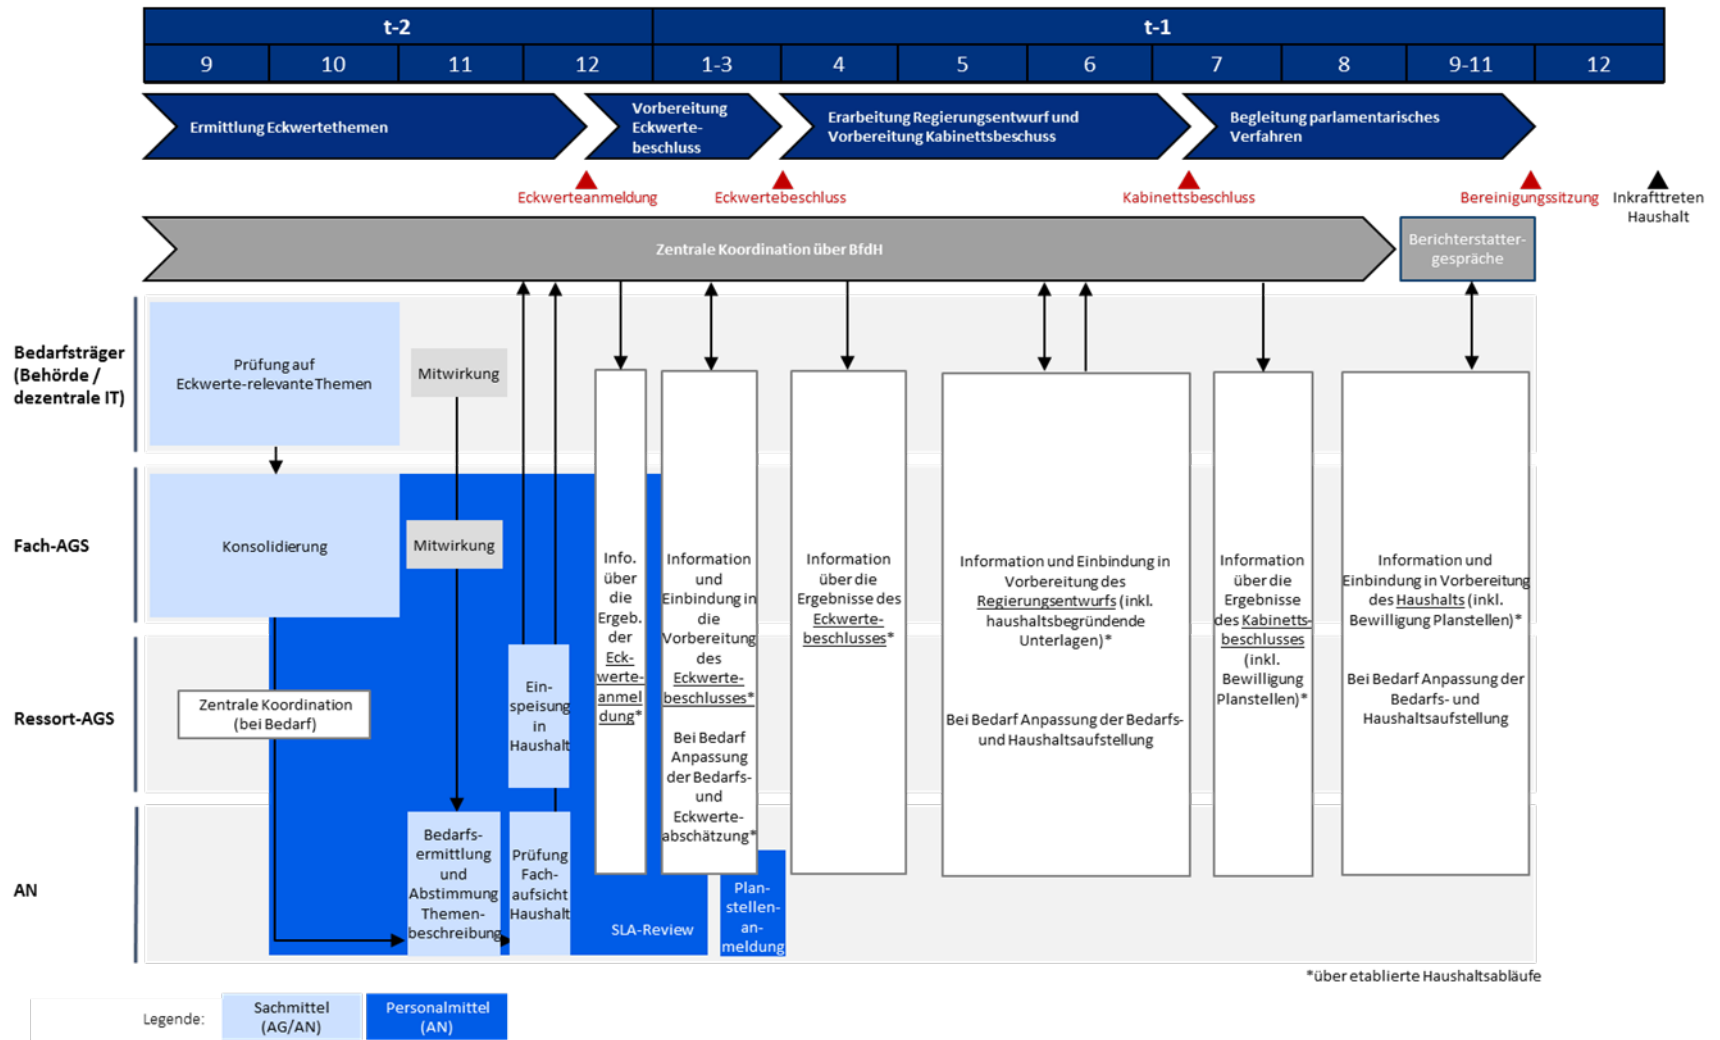 t-2
t-1
9
10
11
12
1-3
4
5
6
7
8
9-11
12
Ermittlung Eckwertethemen
Vorbereitung
Eckwerte-
beschluss
Erarbeitung Regierungsentwurf und
Vorbereitung Kabinettsbeschuss
Begleitung parlamentarisches
Verfahren
Eckwerteanmeldung
Eckwertebeschluss
Kabinettsbeschluss
Bereinigungssitzung
Inkrafttreten
Haushalt
Zentrale Koordination über BfdH
Berichterstatter-
gespräche
Bedarfsträger
(Behörde /
dezentrale IT)
Prüfung auf
Eckwerte-relevante Themen
Mitwirkung
Fach-AGS
Konsolidierung
Mitwirkung
Ressort-AGS
Zentrale Koordination
(bei Bedarf)
Ein-
speisung
in
Haushalt
AN
Bedarfs-
ermittlung
und
Abstimmung
Themen-
beschreibung
Prüfung
Fach-
aufsicht
Haushalt
SLA-Review
Plan-
stellen-
an-
meldung
Info.
über
die
Ergeb.
der
Eck-
werte-
anmel
dung*
Information
und
Einbindung in
die
Vorbereitung
des
Eckwerte-
beschlusses*
Bei Bedarf
Anpassung
der Bedarfs-
und
Eckwerte-
abschätzung*
Information
über die
Ergebnisse des
Eckwerte-
beschlusses*
Information und Einbindung in
Vorbereitung des
Regierungsentwurfs (inkl.
haushaltsbegründende
Unterlagen)*
Bei Bedarf Anpassung der Bedarfs-
und Haushaltsaufstellung
Information
über die
Ergebnisse
des Kabinetts-
beschlusses
(inkl.
Bewilligung
Planstellen)*
Information und
Einbindung in Vorbereitung
des Haushalts (inkl.
Bewilligung Planstellen)*
Bei Bedarf Anpassung der
Bedarfs- und
Haushaltsaufstellung
*über etablierte Haushaltsabläufe
Legende:
Sachmittel
(AG/AN)
Personalmittel
(AN)